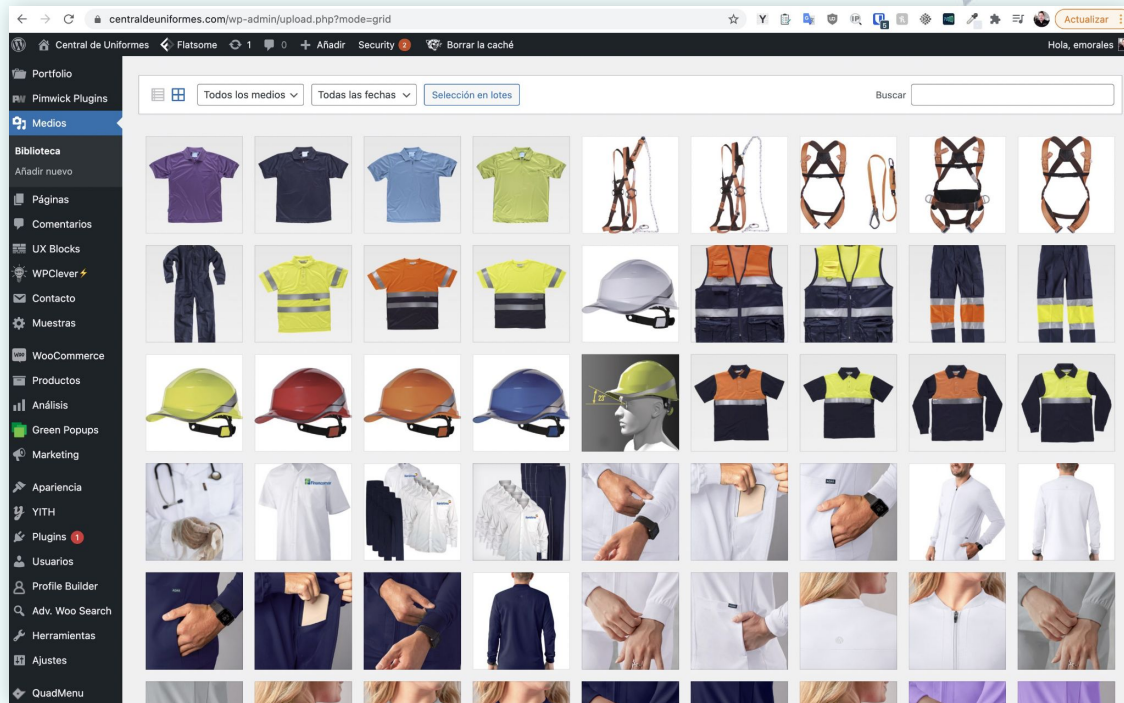 centraldeuniformes.com/wp-admin/upload.php?mode=grid
Actualizar
Central de Uniformes Flatsome 1 0 + Añadir Security 2 Borrar la caché Hola, emorales
Portfolio
Pimwick Plugins
Medios
Biblioteca
Añadir nuevo
Páginas
Comentarios
UX Blocks
WPClever
Contacto
Muestras
WooCommerce
Productos
Análisis
Green Popups
Marketing
Apariencia
YITH
Plugins 1
Usuarios
Profile Builder
Adv. Woo Search
Herramientas
Ajustes
QuadMenu
Todos los medios Todas las fechas Selección en lotes Buscar